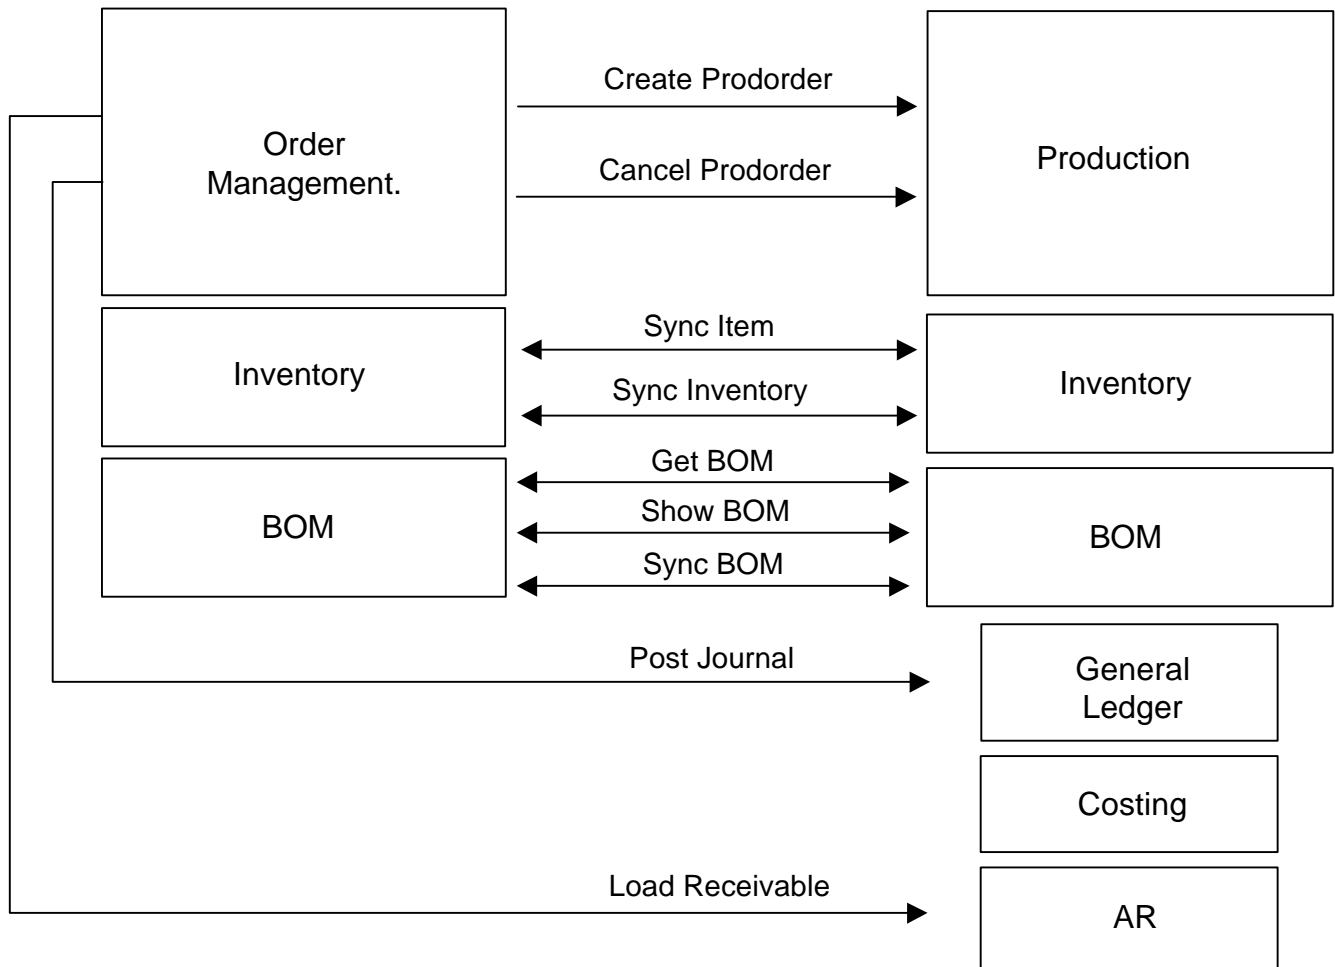 Create Prodorder
Order
Management.
Production
Cancel Prodorder
Sync Item
Inventory
Inventory
Sync Inventory
Get BOM
BOM
Show BOM
BOM
Sync BOM
Post Journal
General
Ledger
Costing
Load Receivable
AR